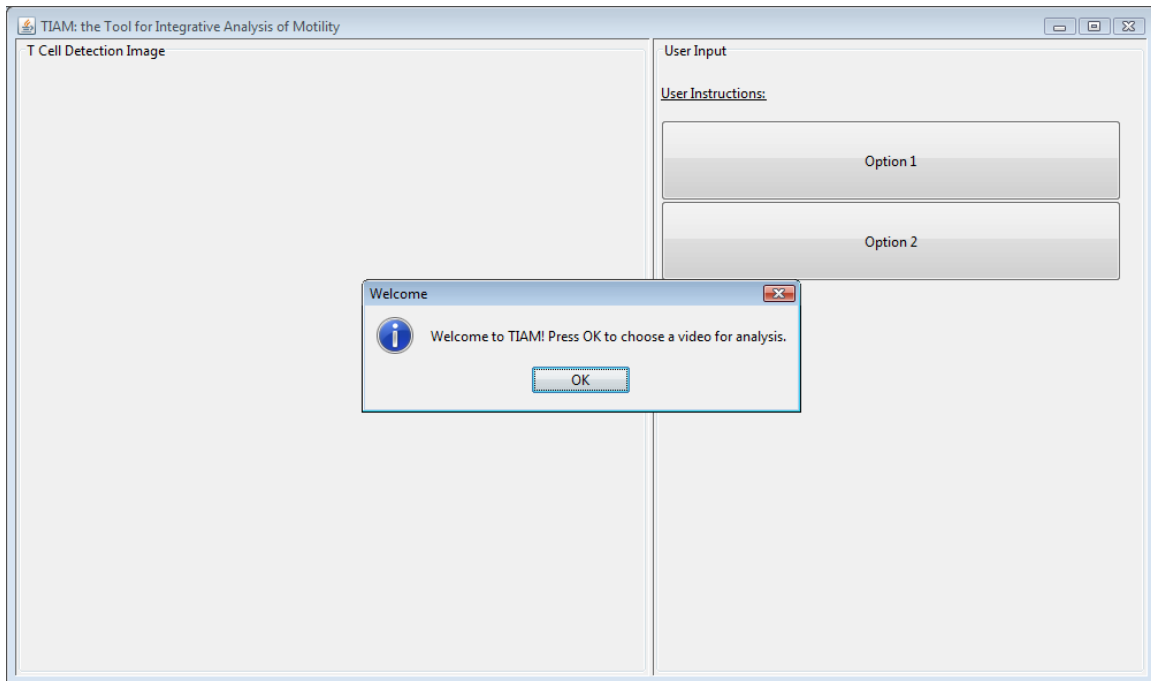 TIAM: the Tool for Integrative Analysis of Motility
T Cell Detection Image
User Input
User Instructions:
Option 1
Option 2
Welcome
Welcome to TIAM! Press OK to choose a video for analysis.
OK